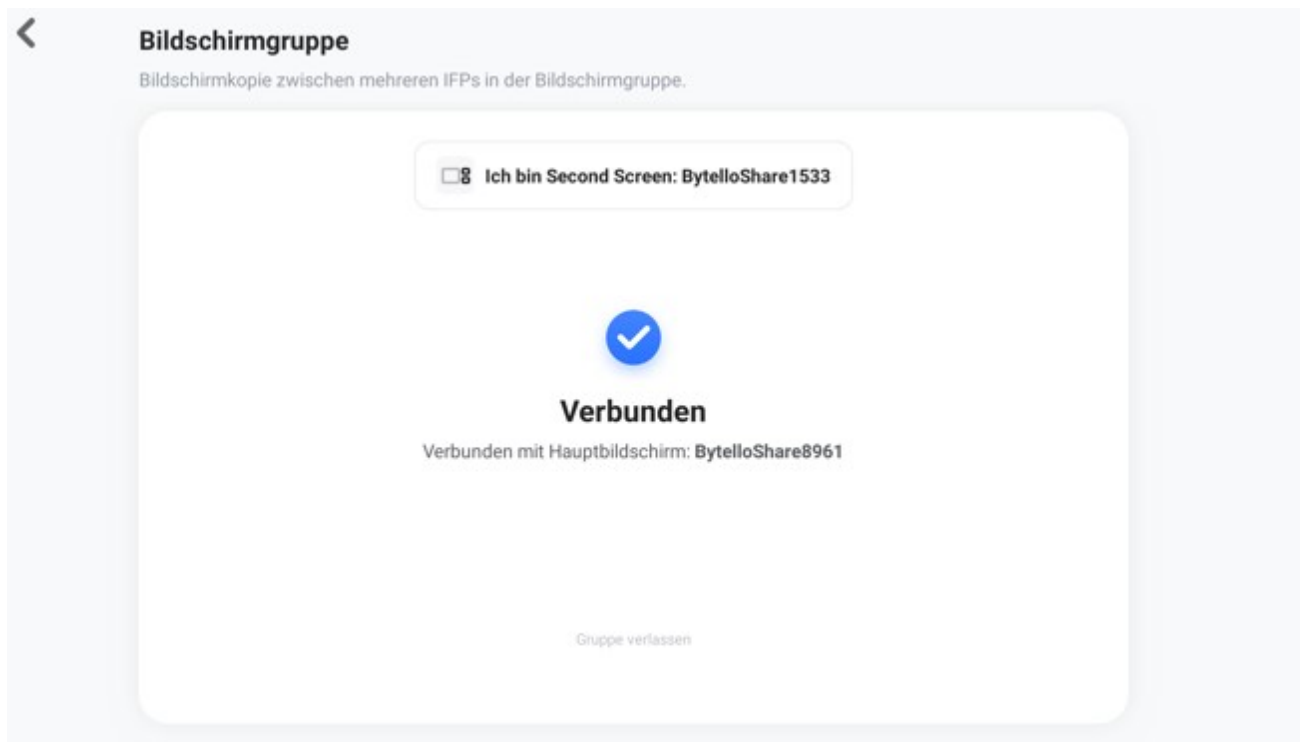 Bildschirmgruppe
Bildschirmkopie zwischen mehreren IFPs in der Bildschirmgruppe.
Ich bin Second Screen: BytelloShare1533
Verbunden
Verbunden mit Hauptbildschirm: BytelloShare8961
Gruppe verlassen